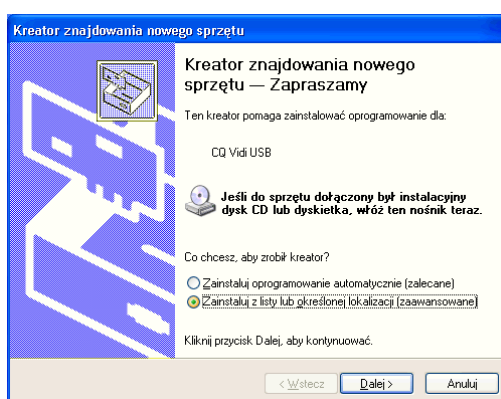 Kreator znajdowania nowego sprzętu
Kreator znajdowania nowego
sprzętu — Zapraszamy
Ten kreator pomaga zainstalować oprogramowanie dla:
CQ Vidi USB
Jeśli do sprzętu dołączony był instalacyjny
dysk CD lub dyskietka, włóż ten nośnik teraz.
Co chcesz, aby zrobił kreator?
Zainstaluj oprogramowanie automatycznie (zalecane)
Zainstaluj z listy lub określonej lokalizacji (zaawansowane)
Kliknij przycisk Dalej, aby kontynuować.
< Wstecz Dalej > Anuluj